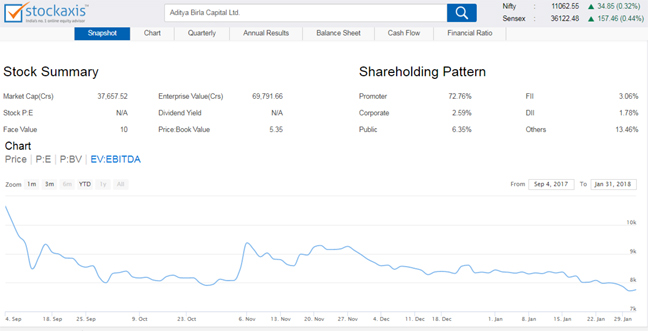 stockaxis
Aditya Birla Capital Ltd.
Nifty : 11062.55 ▲ 34.85 (0.32%)
Sensex : 36122.48 ▲ 157.46 (0.44%)
Snapshot Chart Quarterly Annual Results Balance Sheet Cash Flow Financial Ratio
Stock Summary Shareholding Pattern
Market Cap(Crs) 37,657.52 Enterprise Value(Crs) 69,791.66 Promoter 72.76% FII 3.06%
Stock P:E N/A Dividend Yield N/A Corporate 2.59% DII 1.78%
Face Value 10 Price:Book Value 5.35 Public 6.35% Others 13.46%
Chart
Price | P:E | P:BV | EV:EBITDA
Zoom 1m 3m 6m YTD 1y All From Sep 4, 2017 To Jan 31, 2018
10k
9k
8k
7k
4. Sep 18. Sep 25. Sep 9. Oct 23. Oct 6. Nov 13. Nov 20. Nov 27. Nov 4. Dec 11. Dec 18. Dec 1. Jan 8. Jan 15. Jan 22. Jan 29. Jan